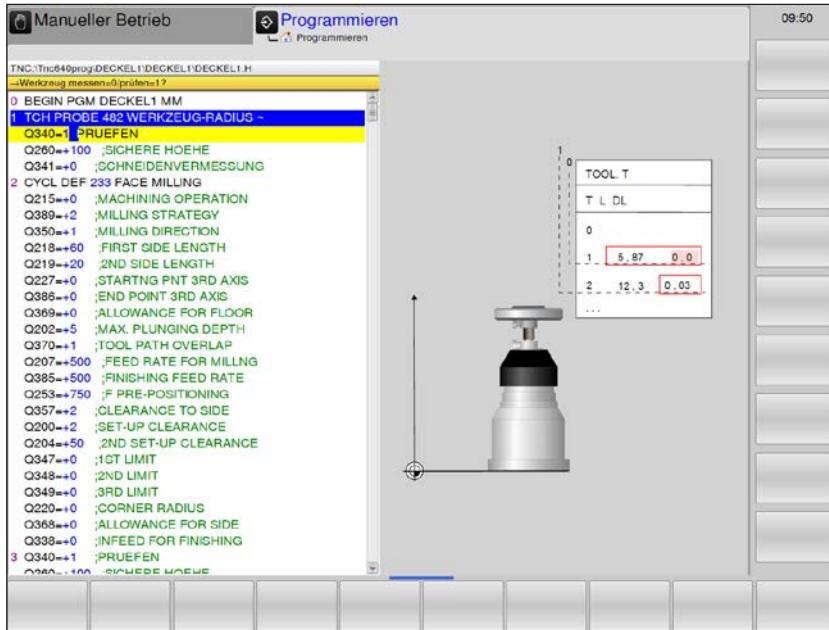 Manueller Betrieb
Programmieren
Programmieren
09:50
TNC:\Tnc640prog\DECKEL1\DECKEL1\DECKEL1.H
→Werkzeug messen=0/prüfen=1?
0 BEGIN PGM DECKEL1 MM
1 TCH PROBE 482 WERKZEUG-RADIUS ~
Q340=1 PRUEFEN ~
Q260=+100 ;SICHERE HOEHE
Q341=+0 ;SCHNEIDENVERMESSUNG
2 CYCL DEF 233 FACE MILLING
Q215=+0 ;MACHINING OPERATION
Q389=+2 ;MILLING STRATEGY
Q350=+1 ;MILLING DIRECTION
Q218=+60 ;FIRST SIDE LENGTH
Q219=+20 ;2ND SIDE LENGTH
Q227=+0 ;STARTNG PNT 3RD AXIS
Q386=+0 ;END POINT 3RD AXIS
Q369=+0 ;ALLOWANCE FOR FLOOR
Q202=+5 ;MAX. PLUNGING DEPTH
Q370=+1 ;TOOL PATH OVERLAP
Q207=+500 ;FEED RATE FOR MILLNG
Q385=+500 ;FINISHING FEED RATE
Q253=+750 ;F PRE-POSITIONING
Q357=+2 ;CLEARANCE TO SIDE
Q200=+2 ;SET-UP CLEARANCE
Q204=+50 ;2ND SET-UP CLEARANCE
Q347=+0 ;1ST LIMIT
Q348=+0 ;2ND LIMIT
Q349=+0 ;3RD LIMIT
Q220=+0 ;CORNER RADIUS
Q368=+0 ;ALLOWANCE FOR SIDE
Q338=+0 ;INFEED FOR FINISHING
3 Q340=+1 ;PRUEFEN
Q260=+100 ;SICHERE HOEHE
1
0
TOOL.T
T L DL
0
1 5,87 0,0
2 12,3 0,03
...